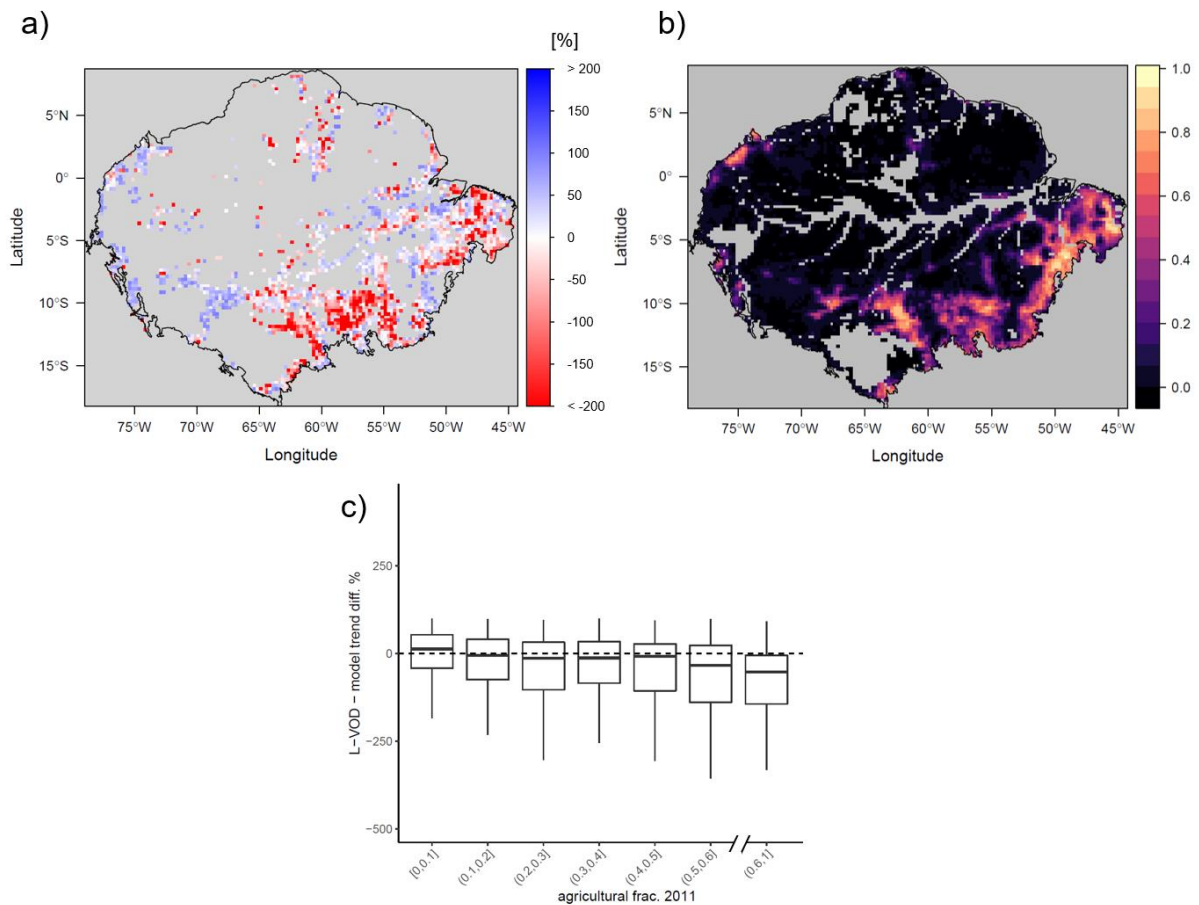 a)
[%]
> 200
100
50
0
-50
-100
< -200
5°N
0°
5°S
10°S
15°S
Latitude
75°W 70°W 65°W 60°W 55°W 50°W 45°W
Longitude
b)
1.0
0.8
0.6
0.4
0.2
0.0
5°N
0°
5°S
10°S
15°S
Latitude
75°W 70°W 65°W 60°W 55°W 50°W 45°W
Longitude
c)
L−VOD − model trend diff. %
250
0
−250
−500
[0,0.1] (0.1,0.2] (0.2,0.3] (0.3,0.4] (0.4,0.5] (0.5,0.6] // (0.6,1]
agricultural frac. 2011